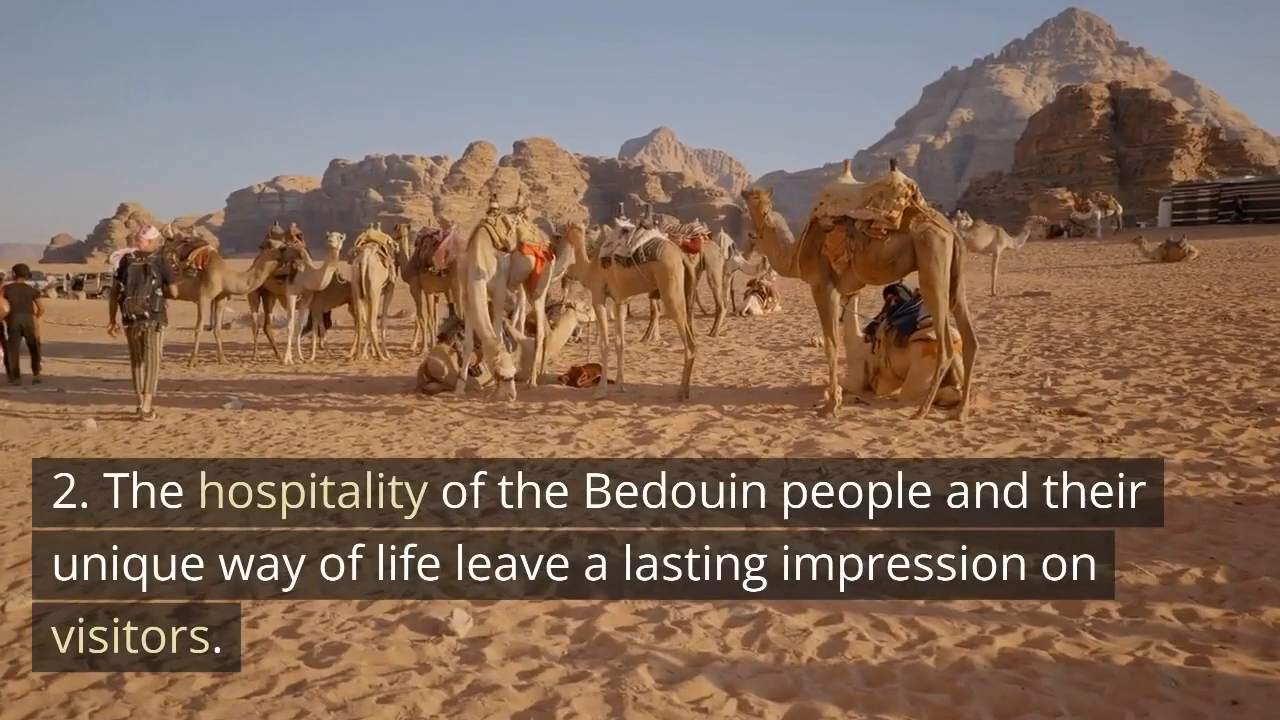 2. The hospitality of the Bedouin people and their
unique way of life leave a lasting impression on
visitors.